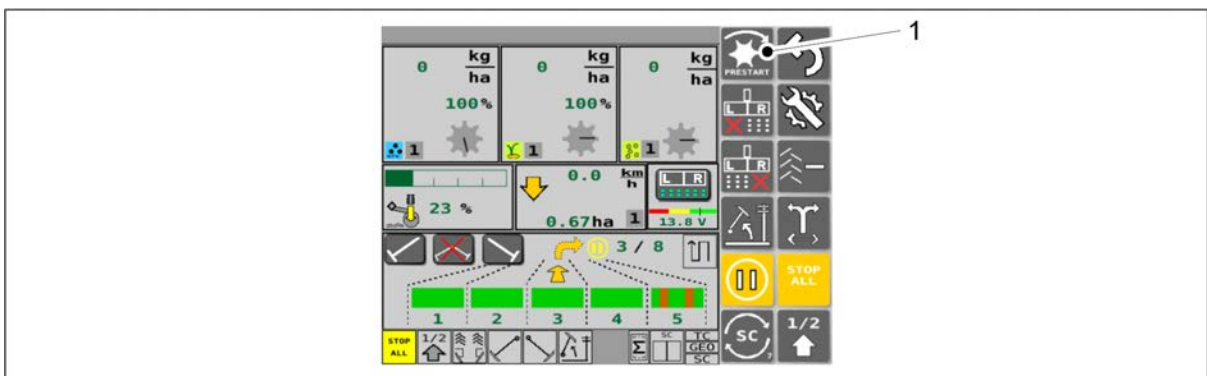 1
PRESTART
0 kg/ha
0 kg/ha
0 kg/ha
100%
100%
1
1
1
L R
L R
23 %
0.0 km/h
0.67ha 1
L R
13.8 V
3 / 8
STOP ALL
1 2 3 4 5
STOP ALL
1/2
Σ
SC
TC
GEO
SC
SC
7
1/2